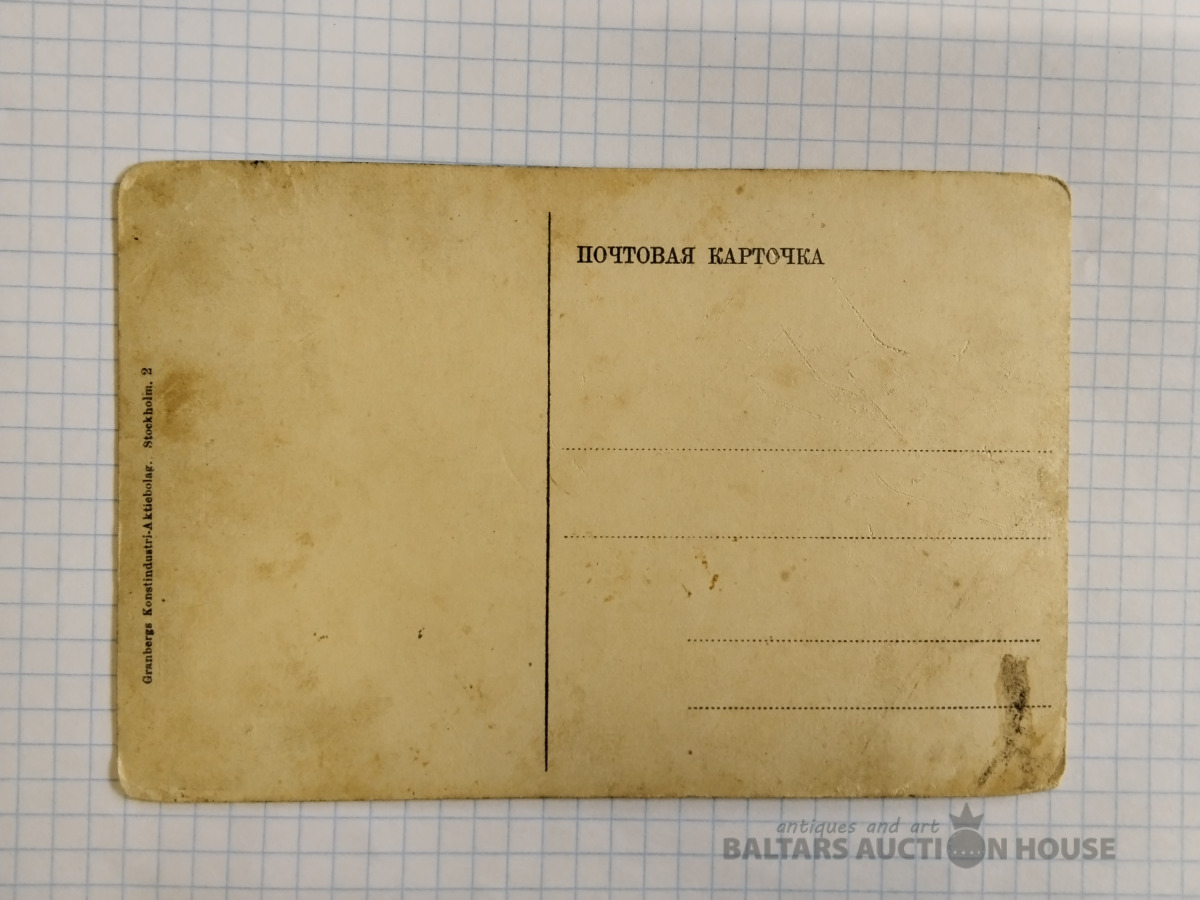 ПОЧТОВАЯ КАРТОЧКА
Granbergs Konstindustri-Aktiebolag. Stockholm. 2
antiques and art
BALTARS AUCTION HOUSE